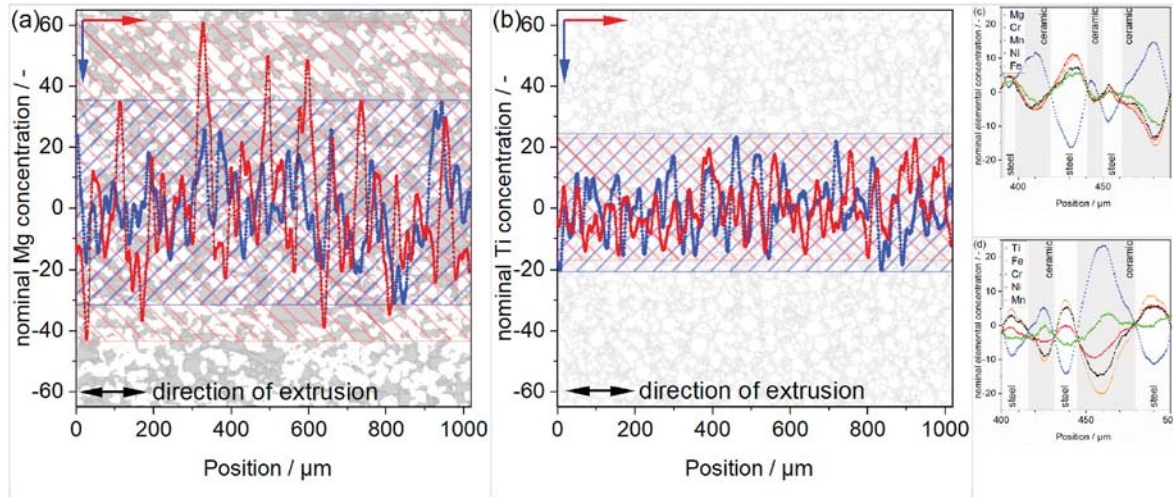 (a)
nominal Mg concentration / -
60
40
20
0
-20
-40
-60
direction of extrusion
0
200
400
600
800
1000
Position / µm
(b)
nominal Ti concentration / -
60
40
20
0
-20
-40
-60
direction of extrusion
0
200
400
600
800
1000
Position / µm
(c)
nominal elemental concentration / -
20
10
0
-10
-20
Mg
Cr
Mn
Ni
Fe
ceramic
ceramic
ceramic
steel
steel
steel
400
450
Position / µm
(d)
nominal elemental concentration / -
20
10
0
-10
-20
Ti
Fe
Cr
Ni
Mn
ceramic
ceramic
steel
steel
steel
400
450
50
Position / µm